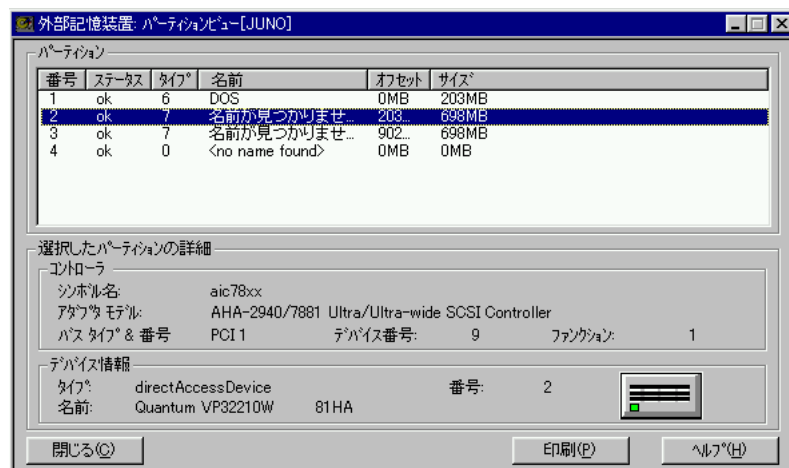 外部記憶装置: パーティションビュー[JUNO]
パーティション
番号 ステータス タイプ 名前 オフセット サイズ
1 ok 6 DOS 0MB 203MB
2 ok 7 名前が見つかりませ... 203... 698MB
3 ok 7 名前が見つかりませ... 902... 698MB
4 ok 0 <no name found> 0MB 0MB
選択したパーティションの詳細
コントローラ
シンボル名: aic78xx
アダプタ モデル: AHA-2940/7881 Ultra/Ultra-wide SCSI Controller
バス タイプ & 番号 PCI 1 デバイス番号: 9 ファンクション: 1
デバイス情報
タイプ: directAccessDevice 番号: 2
名前: Quantum VP32210W 81HA
閉じる(C) 印刷(P) ヘルプ(H)